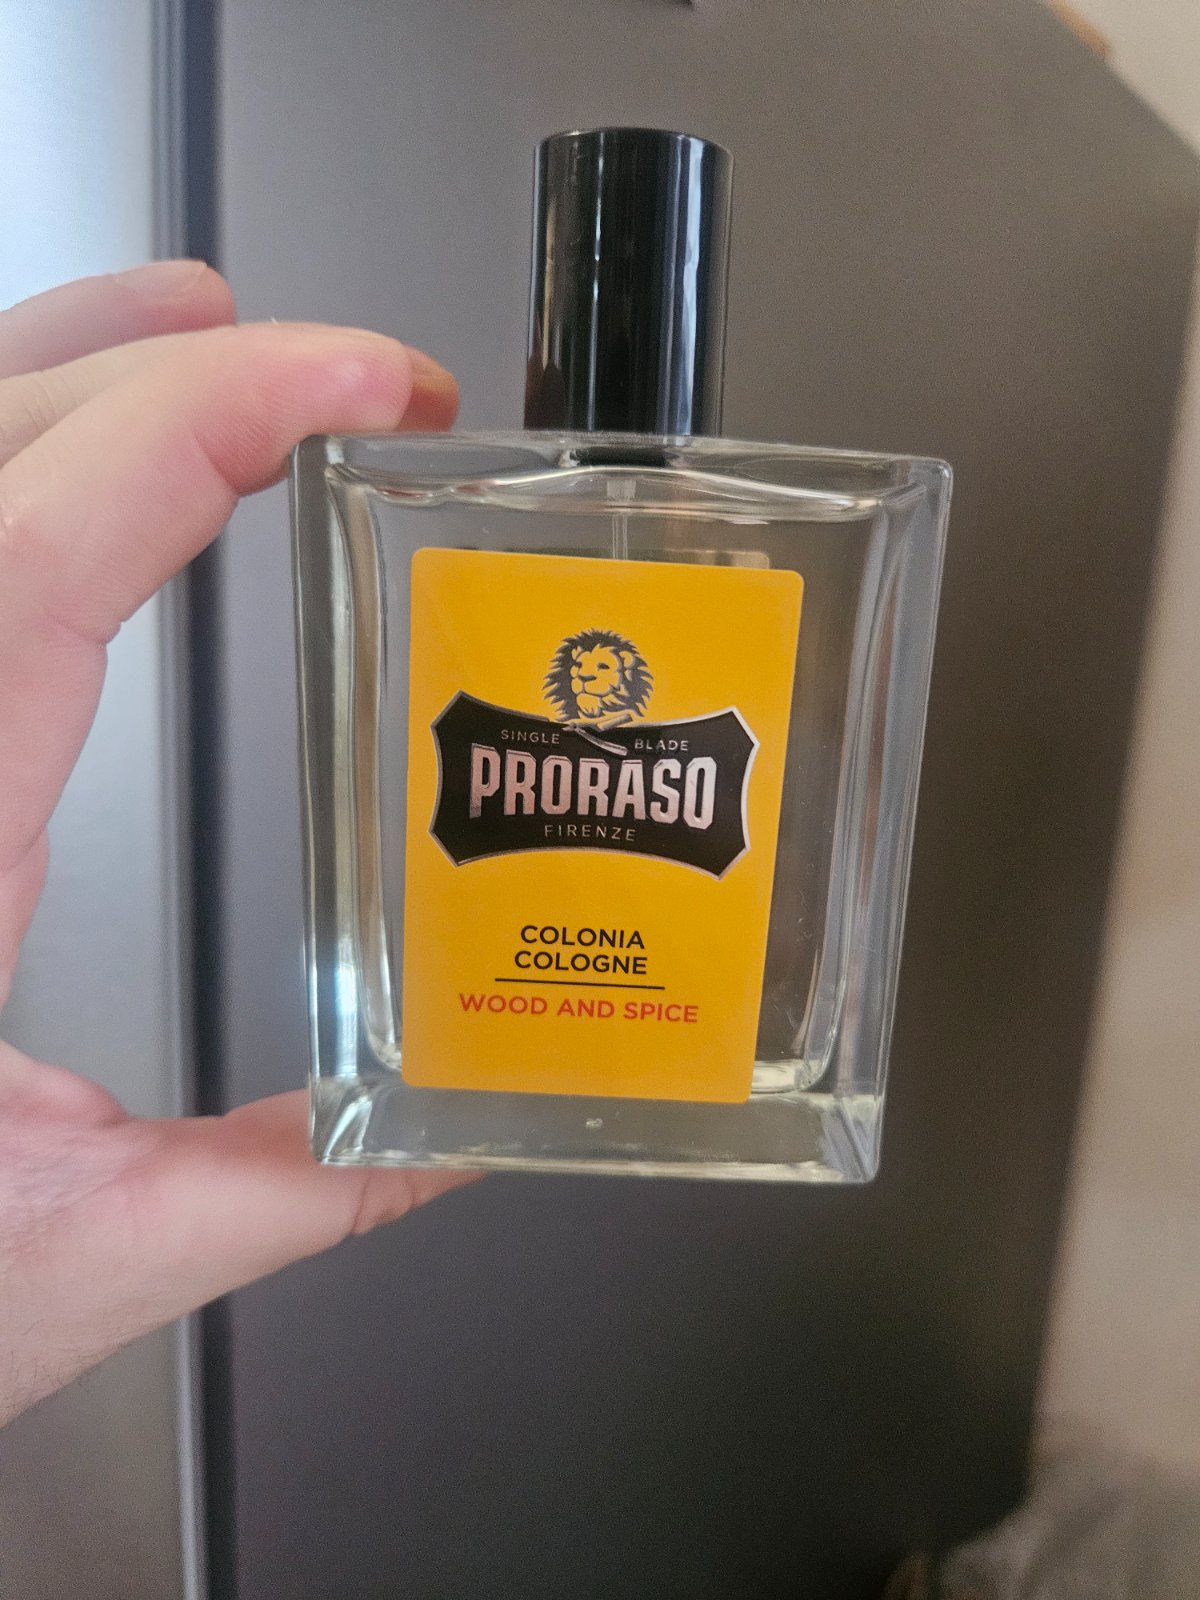 SINGLE BLADE
PRORASO
FIRENZE
COLONIA
COLOGNE
WOOD AND SPICE